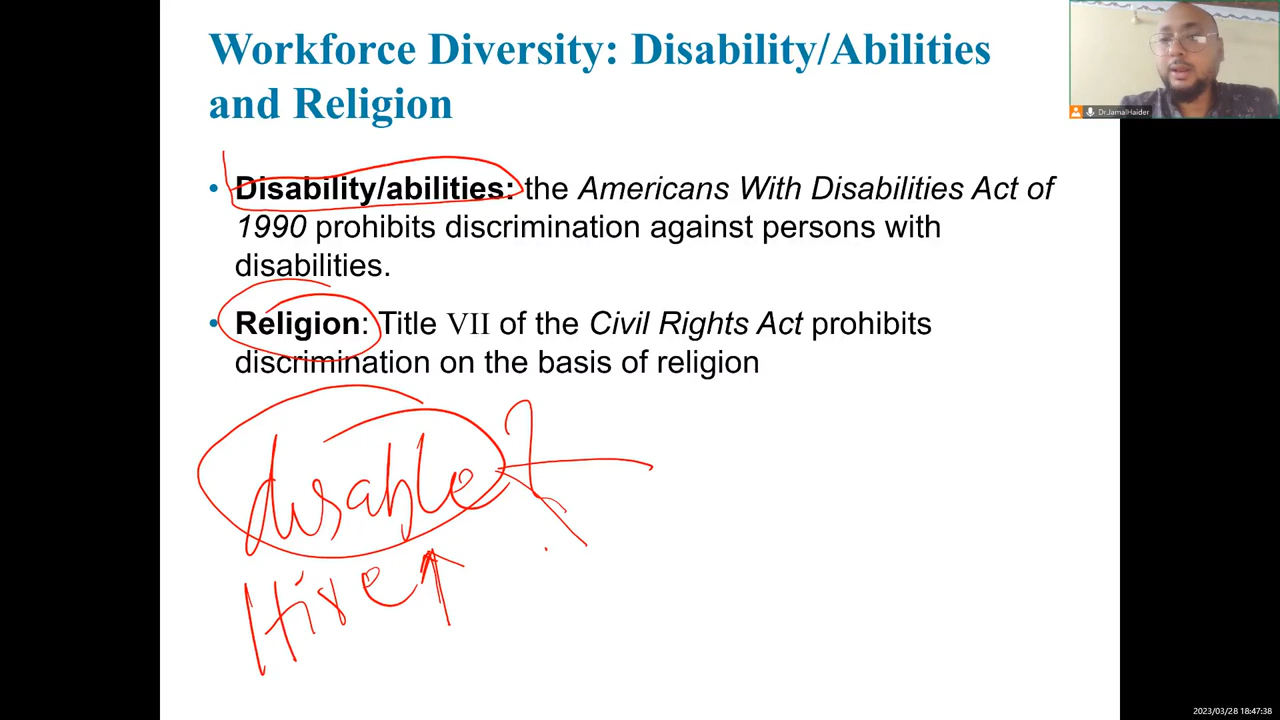 Workforce Diversity: Disability/Abilities
and Religion
Dr.JamalHaider
• Disability/abilities: the Americans With Disabilities Act of
1990 prohibits discrimination against persons with
disabilities.
• Religion: Title VII of the Civil Rights Act prohibits
discrimination on the basis of religion
disable
Hire
2023/03/28 18:47:38